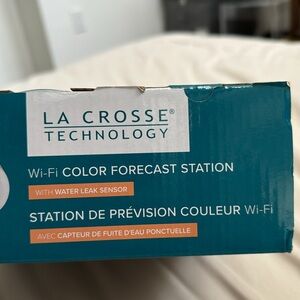 LA CROSSE®
TECHNOLOGY
Wi-Fi COLOR FORECAST STATION
WITH WATER LEAK SENSOR
STATION DE PRÉVISION COULEUR Wi-Fi
AVEC CAPTEUR DE FUITE D'EAU PONCTUELLE